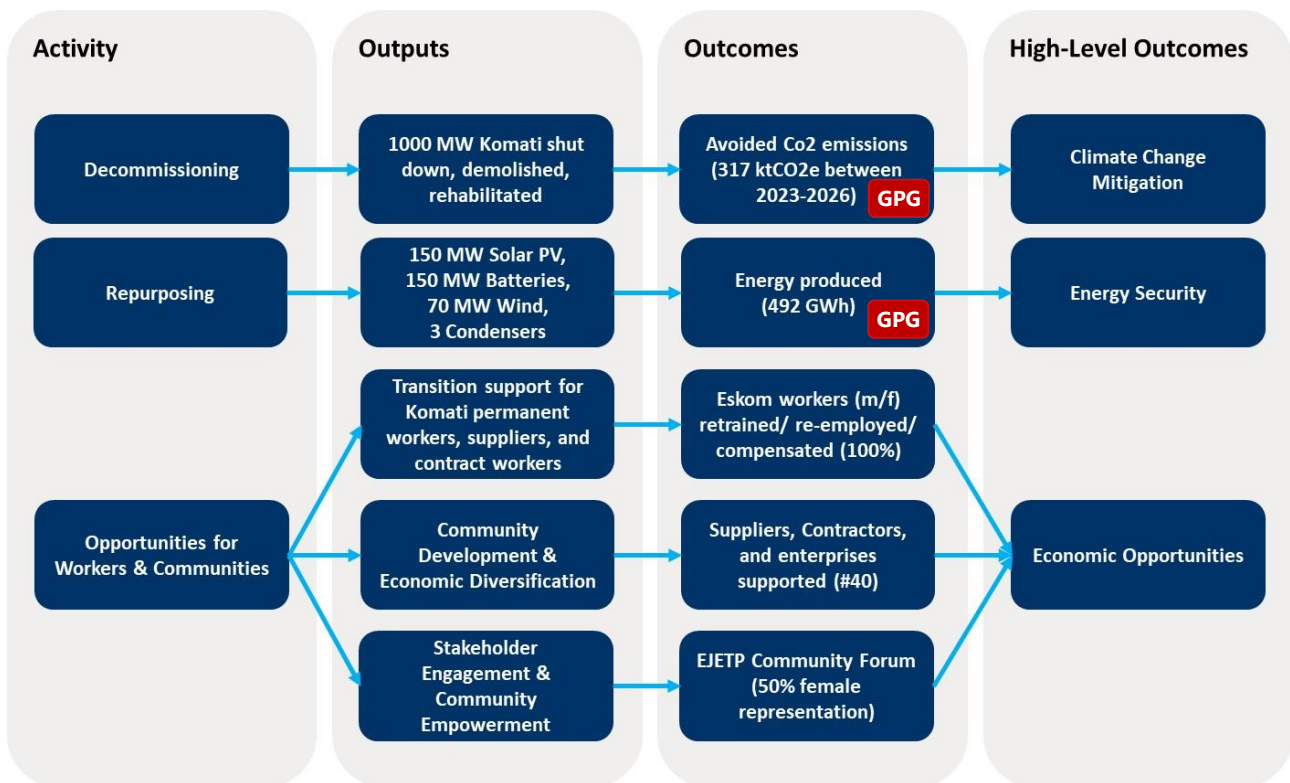 Activity
Outputs
Outcomes
High-Level Outcomes
Decommissioning
1000 MW Komati shut
down, demolished,
rehabilitated
Avoided Co2 emissions
(317 ktCO2e between
2023-2026)
GPG
Climate Change
Mitigation
Repurposing
150 MW Solar PV,
150 MW Batteries,
70 MW Wind,
3 Condensers
Energy produced
(492 GWh)
GPG
Energy Security
Opportunities for
Workers & Communities
Transition support for
Komati permanent
workers, suppliers, and
contract workers
Eskom workers (m/f)
retrained/ re-employed/
compensated (100%)
Community
Development &
Economic Diversification
Suppliers, Contractors,
and enterprises
supported (#40)
Stakeholder
Engagement &
Community
Empowerment
EJETP Community Forum
(50% female
representation)
Economic Opportunities